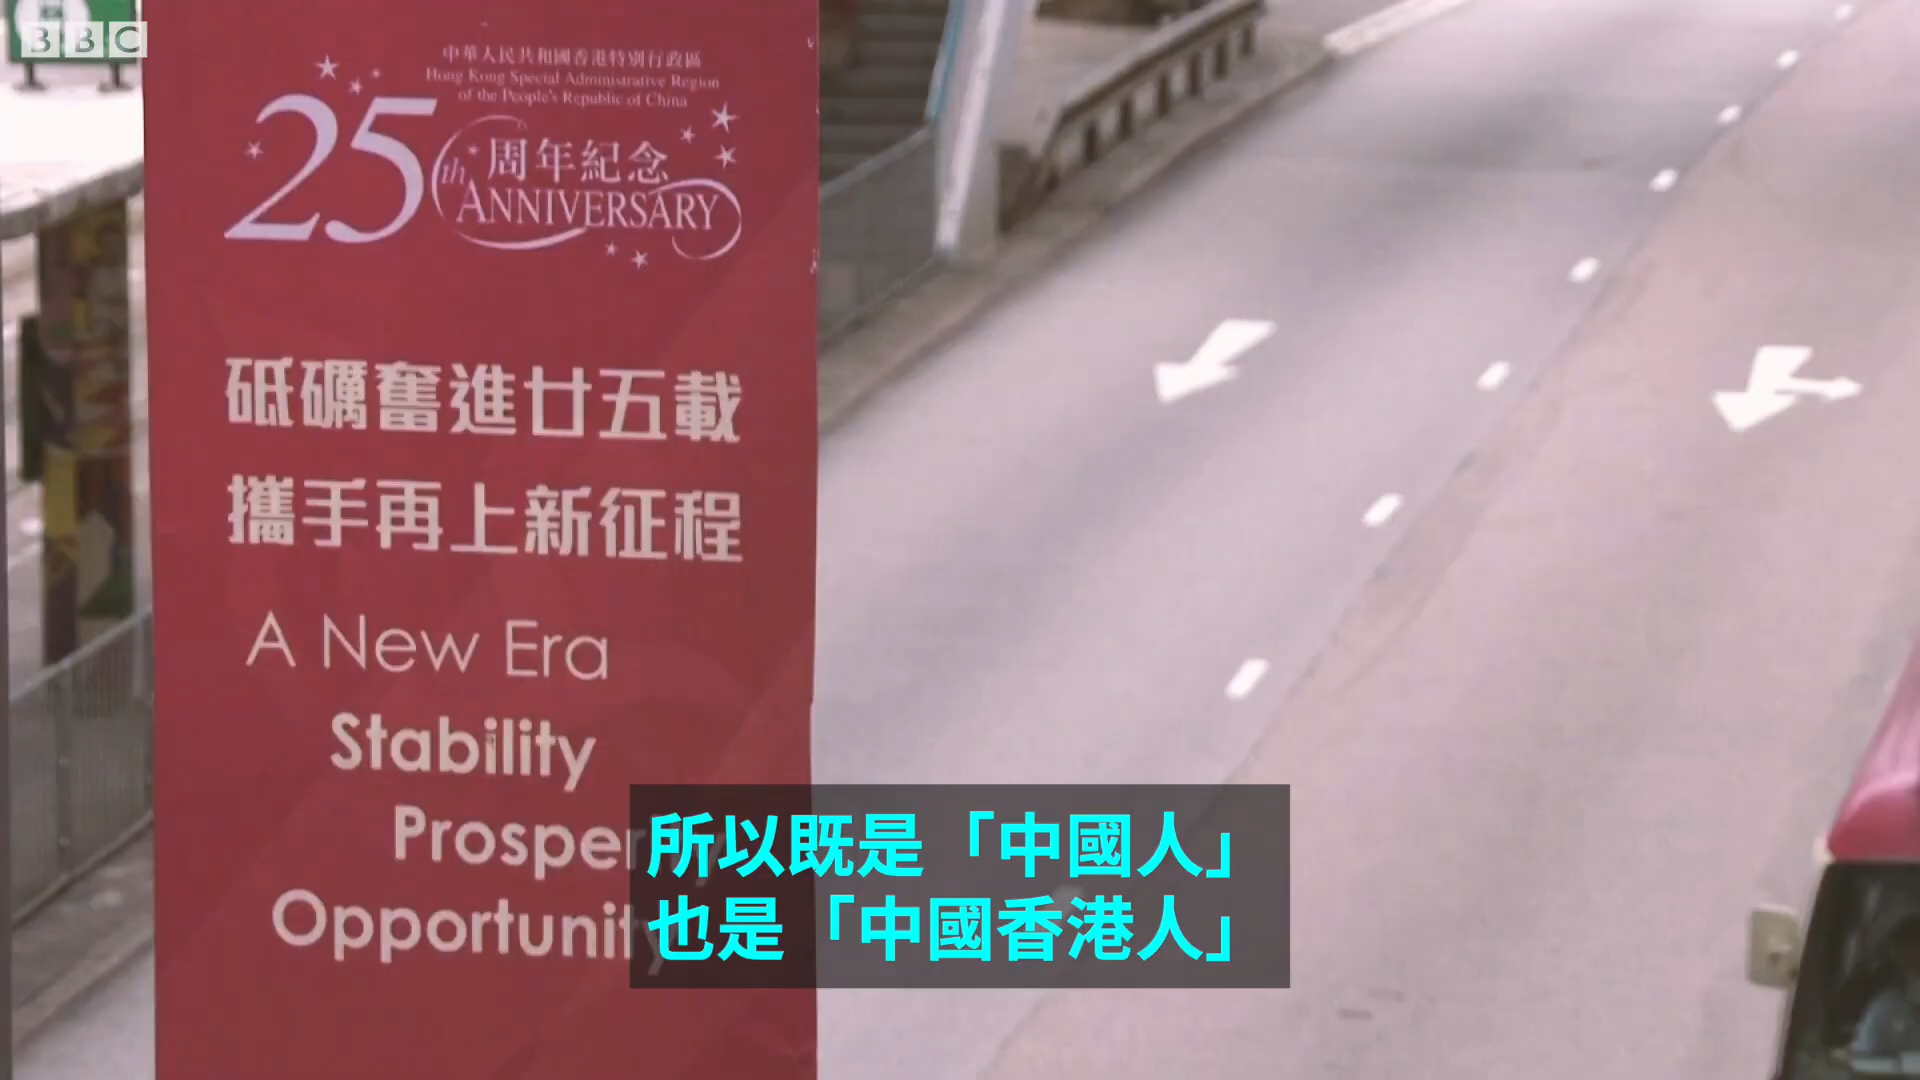 BBC
中華人民共和國香港特別行政區
Hong Kong Special Administrative Region
of the People's Republic of China
25th 周年紀念
ANNIVERSARY
砥礪奮進廿五載
攜手再上新征程
A New Era
Stability
Prosperity
Opportunity
所以既是「中國人」
也是「中國香港人」